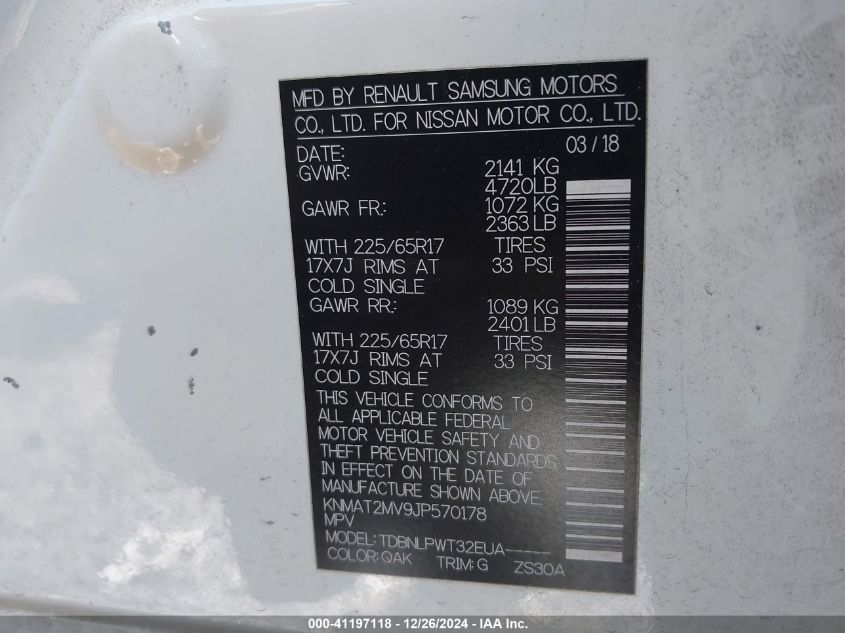 MFD BY RENAULT SAMSUNG MOTORS
CO., LTD. FOR NISSAN MOTOR CO., LTD.
DATE: 03 / 18
GVWR: 2141 KG
4720LB
GAWR FR: 1072 KG
2363 LB
WITH 225/65R17 TIRES
17X7J RIMS AT 33 PSI
COLD SINGLE
GAWR RR: 1089 KG
2401 LB
WITH 225/65R17 TIRES
17X7J RIMS AT 33 PSI
COLD SINGLE
THIS VEHICLE CONFORMS TO
ALL APPLICABLE FEDERAL
MOTOR VEHICLE SAFETY AND
THEFT PREVENTION STANDARDS
IN EFFECT ON THE DATE OF
MANUFACTURE SHOWN ABOVE.
KNMAT2MV9JP570178
MPV
MODEL: TDBNLPWT32EUA-----
COLOR: QAK TRIM: G ZS30A
000-41197118 - 12/26/2024 - IAA Inc.